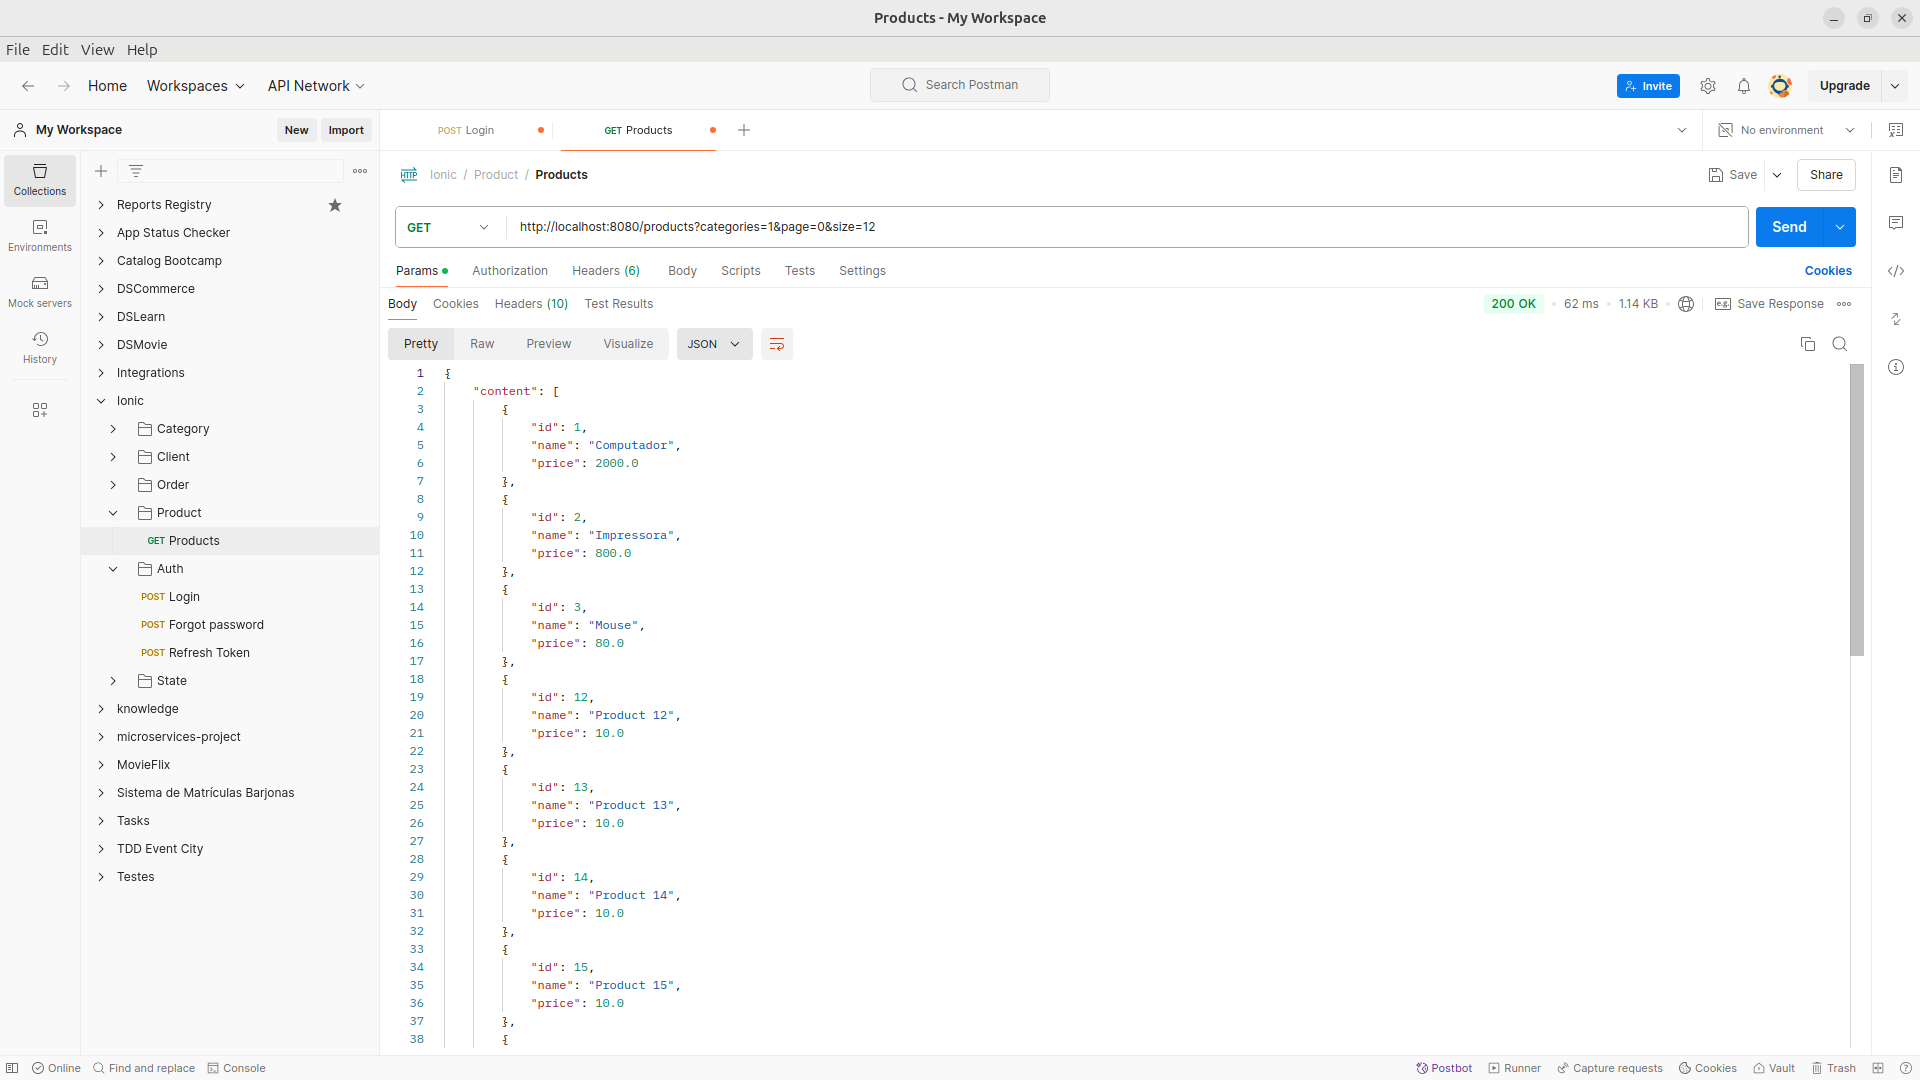 Products - My Workspace
File Edit View Help
Home Workspaces API Network Search Postman Invite Upgrade
My Workspace New Import POST Login GET Products No environment
Collections
Environments
Mock servers
History
Reports Registry
App Status Checker
Catalog Bootcamp
DSCommerce
DSLearn
DSMovie
Integrations
Ionic
Category
Client
Order
Product
GET Products
Auth
POST Login
POST Forgot password
POST Refresh Token
State
knowledge
microservices-project
MovieFlix
Sistema de Matrículas Barjonas
Tasks
TDD Event City
Testes
HTTP Ionic / Product / Products Save Share
GET http://localhost:8080/products?categories=1&page=0&size=12 Send
Params Authorization Headers (6) Body Scripts Tests Settings Cookies
Body Cookies Headers (10) Test Results 200 OK 62 ms 1.14 KB e.g. Save Response
Pretty Raw Preview Visualize JSON
1 {
2 "content": [
3 {
4 "id": 1,
5 "name": "Computador",
6 "price": 2000.0
7 },
8 {
9 "id": 2,
10 "name": "Impressora",
11 "price": 800.0
12 },
13 {
14 "id": 3,
15 "name": "Mouse",
16 "price": 80.0
17 },
18 {
19 "id": 12,
20 "name": "Product 12",
21 "price": 10.0
22 },
23 {
24 "id": 13,
25 "name": "Product 13",
26 "price": 10.0
27 },
28 {
29 "id": 14,
30 "name": "Product 14",
31 "price": 10.0
32 },
33 {
34 "id": 15,
35 "name": "Product 15",
36 "price": 10.0
37 },
38 {
Online Find and replace Console Postbot Runner Capture requests Cookies Vault Trash